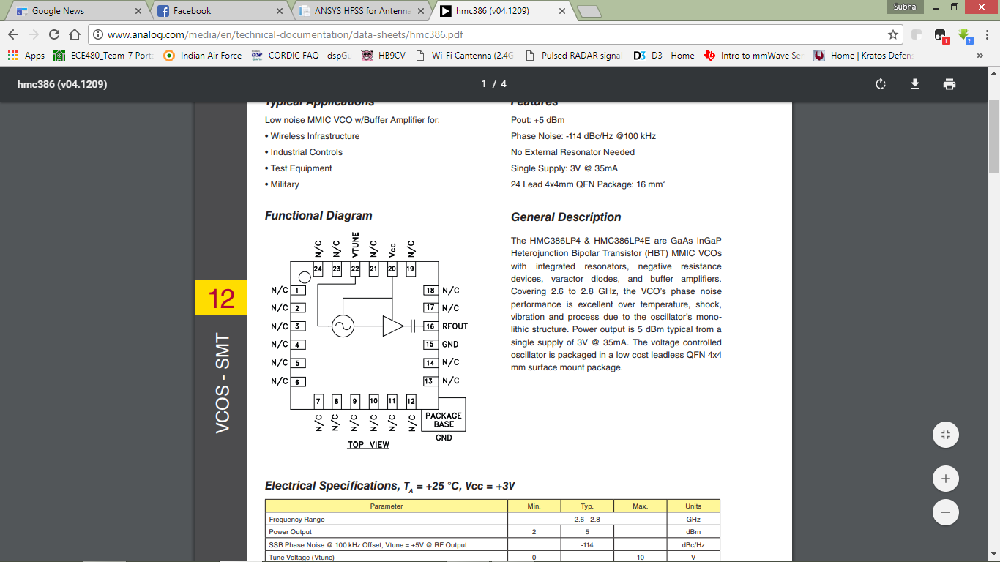 Google News
Facebook
ANSYS HFSS for Antenna
hmc386 (v04.1209)
Subha
www.analog.com/media/en/technical-documentation/data-sheets/hmc386.pdf
1
?
Apps
ECE480_Team-7 Porta
Indian Air Force
DSP
CORDIC FAQ - dspGu
HB9CV
Wi-Fi Cantenna (2.4G
Pulsed RADAR signal
D3
D3 - Home
Intro to mmWave Ser
Home | Kratos Defens
»
hmc386 (v04.1209)
1 / 4
Typical Applications
Low noise MMIC VCO w/Buffer Amplifier for:
• Wireless Infrastructure
• Industrial Controls
• Test Equipment
• Military
Features
Pout: +5 dBm
Phase Noise: -114 dBc/Hz @100 kHz
No External Resonator Needed
Single Supply: 3V @ 35mA
24 Lead 4x4mm QFN Package: 16 mm²
Functional Diagram
N/C
N/C
VTUNE
N/C
Vcc
N/C
24 23 22 21 20 19
N/C 1
N/C 2
N/C 3
N/C 4
N/C 5
N/C 6
18 N/C
17 N/C
16 RFOUT
15 GND
14 N/C
13 N/C
7 8 9 10 11 12
N/C
N/C
N/C
N/C
N/C
N/C
PACKAGE
BASE
GND
TOP VIEW
General Description
The HMC386LP4 & HMC386LP4E are GaAs InGaP
Heterojunction Bipolar Transistor (HBT) MMIC VCOs
with integrated resonators, negative resistance
devices, varactor diodes, and buffer amplifiers.
Covering 2.6 to 2.8 GHz, the VCO's phase noise
performance is excellent over temperature, shock,
vibration and process due to the oscillator's mono-
lithic structure. Power output is 5 dBm typical from a
single supply of 3V @ 35mA. The voltage controlled
oscillator is packaged in a low cost leadless QFN 4x4
mm surface mount package.
12
VCOS - SMT
Electrical Specifications, TA = +25 °C, Vcc = +3V
Parameter Min. Typ. Max. Units
Frequency Range 2.6 - 2.8 GHz
Power Output 2 5 dBm
SSB Phase Noise @ 100 kHz Offset, Vtune = +5V @ RF Output -114 dBc/Hz
Tune Voltage (Vtune) 0 10 V